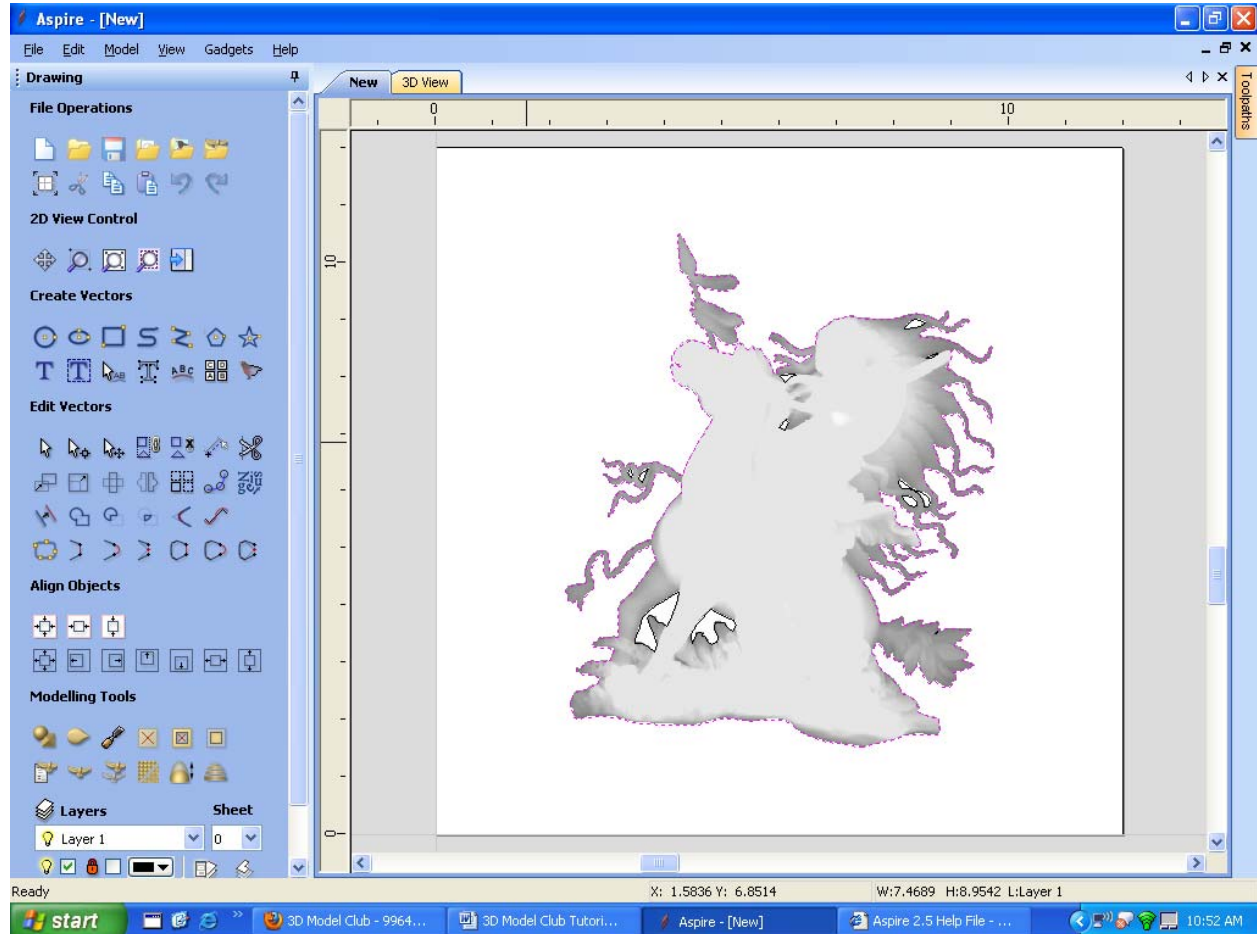 Aspire - [New]
File Edit Model View Gadgets Help
Drawing
New 3D View
Toolpaths
File Operations
0 10
2D View Control
10
Create Vectors
Edit Vectors
Align Objects
Modelling Tools
Layers Sheet
Layer 1 0
0
Ready X: 1.5836 Y: 6.8514 W:7.4689 H:8.9542 L:Layer 1
start 3D Model Club - 9964... 3D Model Club Tutori... Aspire - [New] Aspire 2.5 Help File - ... 10:52 AM